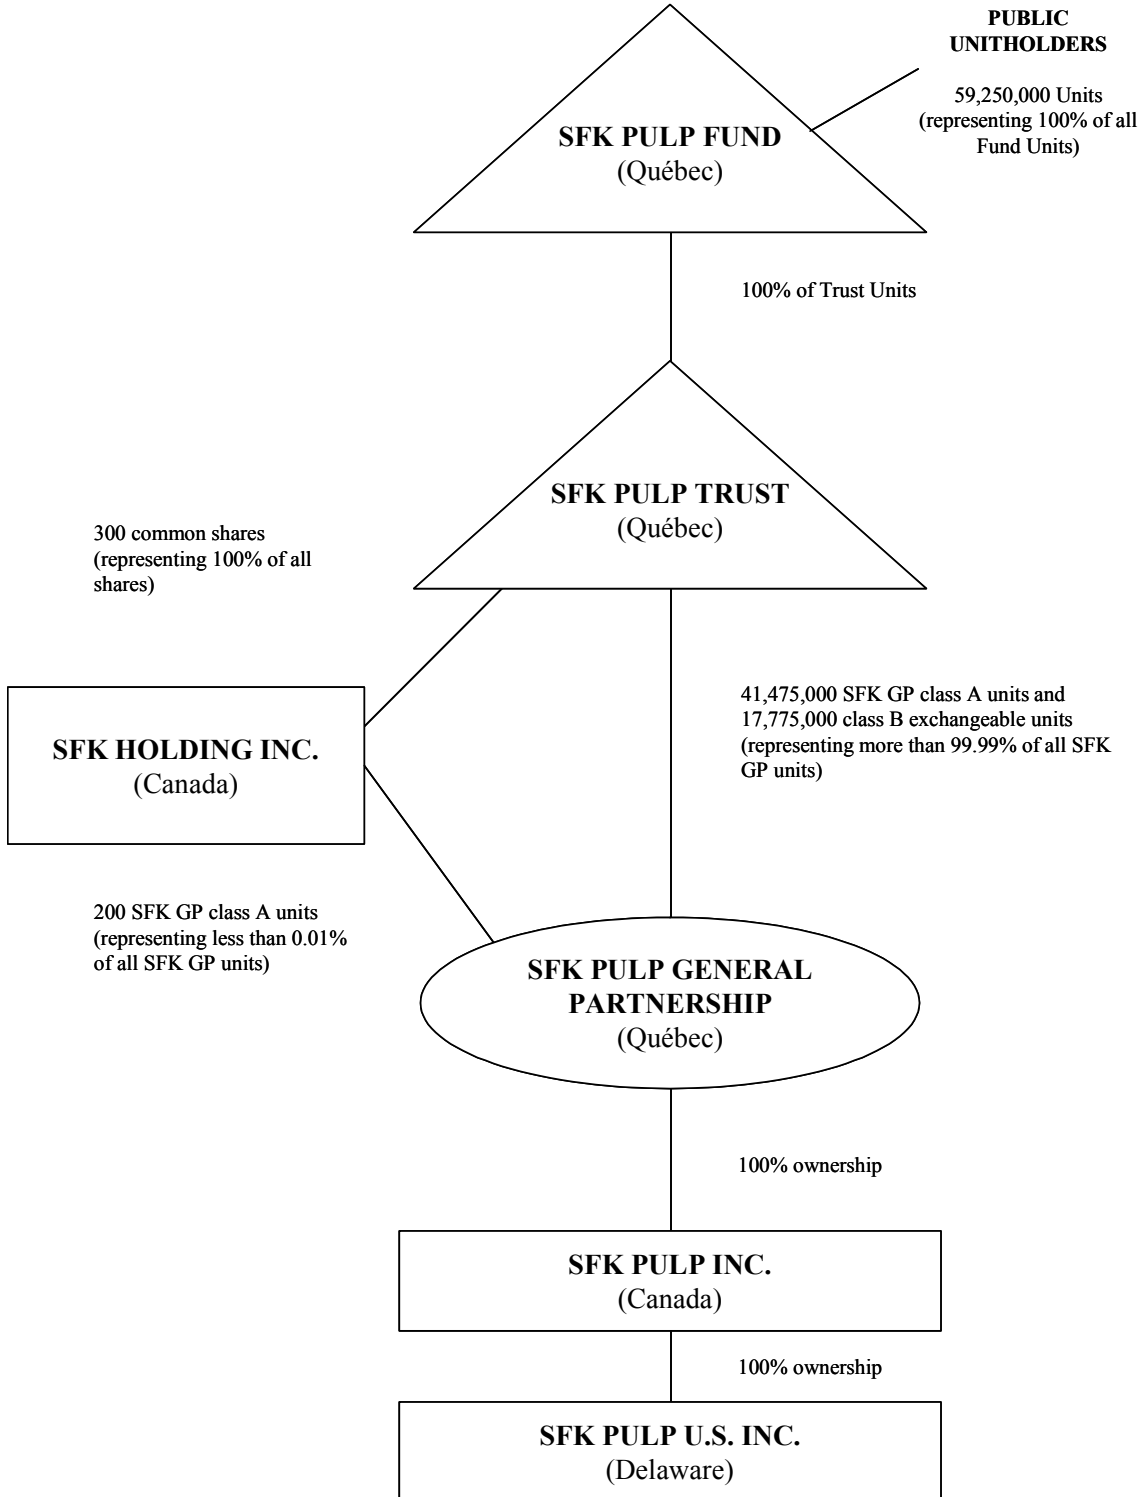 PUBLIC
UNITHOLDERS
59,250,000 Units
(representing 100% of all
Fund Units)
SFK PULP FUND
(Québec)
100% of Trust Units
SFK PULP TRUST
(Québec)
300 common shares
(representing 100% of all
shares)
41,475,000 SFK GP class A units and
17,775,000 class B exchangeable units
(representing more than 99.99% of all SFK
GP units)
SFK HOLDING INC.
(Canada)
200 SFK GP class A units
(representing less than 0.01%
of all SFK GP units)
SFK PULP GENERAL
PARTNERSHIP
(Québec)
100% ownership
SFK PULP INC.
(Canada)
100% ownership
SFK PULP U.S. INC.
(Delaware)